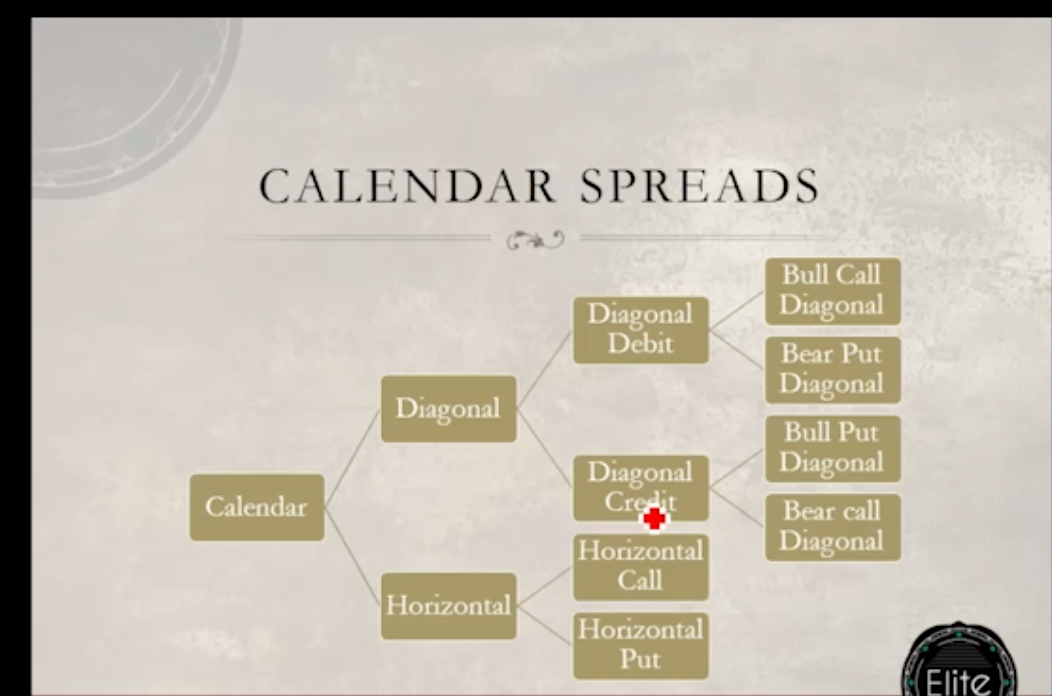 CALENDAR SPREADS
Bull Call
Diagonal
Diagonal
Debit
Bear Put
Diagonal
Diagonal
Bull Put
Diagonal
Diagonal
Credit
Calendar
Bear call
Diagonal
Horizontal
Call
Horizontal
Horizontal
Put
Elite